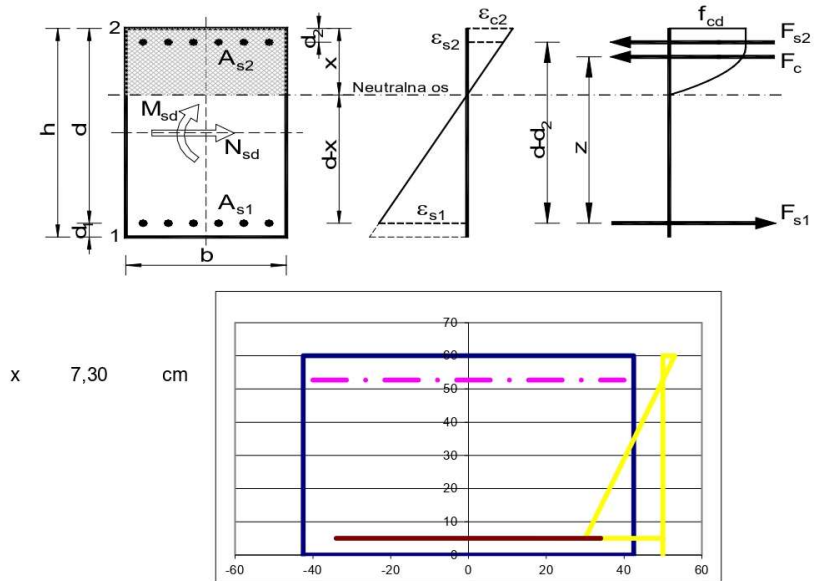 2
A_s2
A_s1
M_sd
N_sd
h
d
d_1
1
b
d_2
x
d-x
Neutralna os
ε_c2
ε_s2
ε_s1
f_cd
F_s2
F_c
d-d_2
z
F_s1
x 7,30 cm
70
60
50
40
30
20
10
0
-60 -40 -20 0 20 40 60